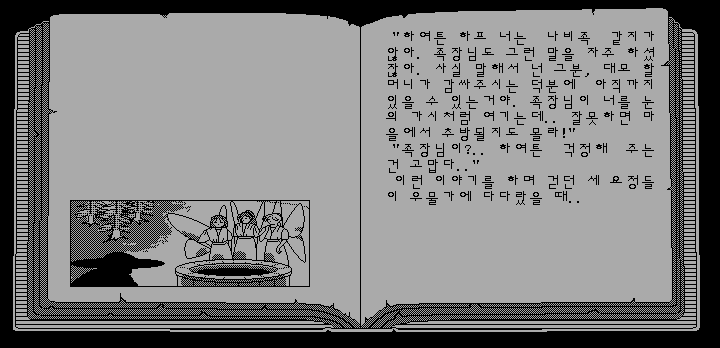 "하여튼 하프 너는 나비족 같지가
않아. 족장님도 그런 말을 자주 하셨
잖아. 사실 말해서 넌 그분, 대모 할
머니가 감싸주시는 덕분에 아직까지
있을 수 있는거야. 족장님이 너를 눈
의 가시처럼 여기는데.. 잘못하면 마
을에서 추방될지도 몰라!"
"족장님이?.. 하여튼 걱정해 주는
건 고맙다.."
이런 이야기를 하며 걷던 세 요정들
이 우물가에 다다랐을 때..